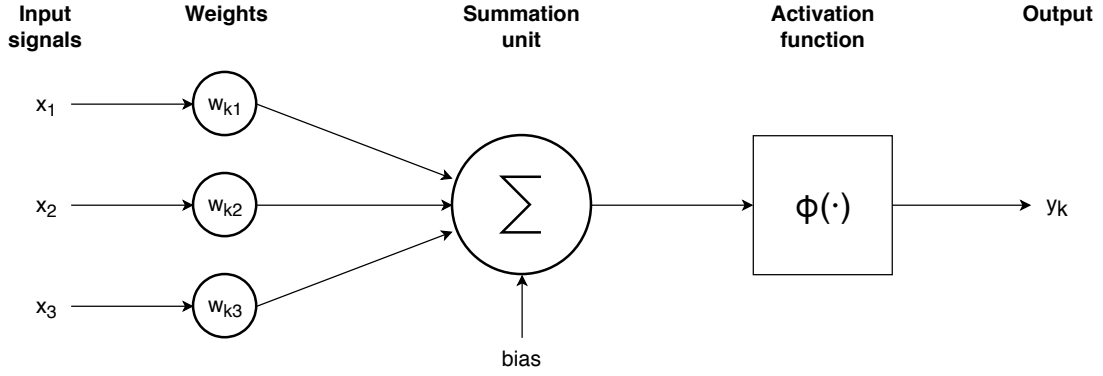 Input
signals
Weights
Summation
unit
Activation
function
Output
x₁
wₖ₁
x₂
wₖ₂
∑
φ(·)
yₖ
x₃
wₖ₃
bias